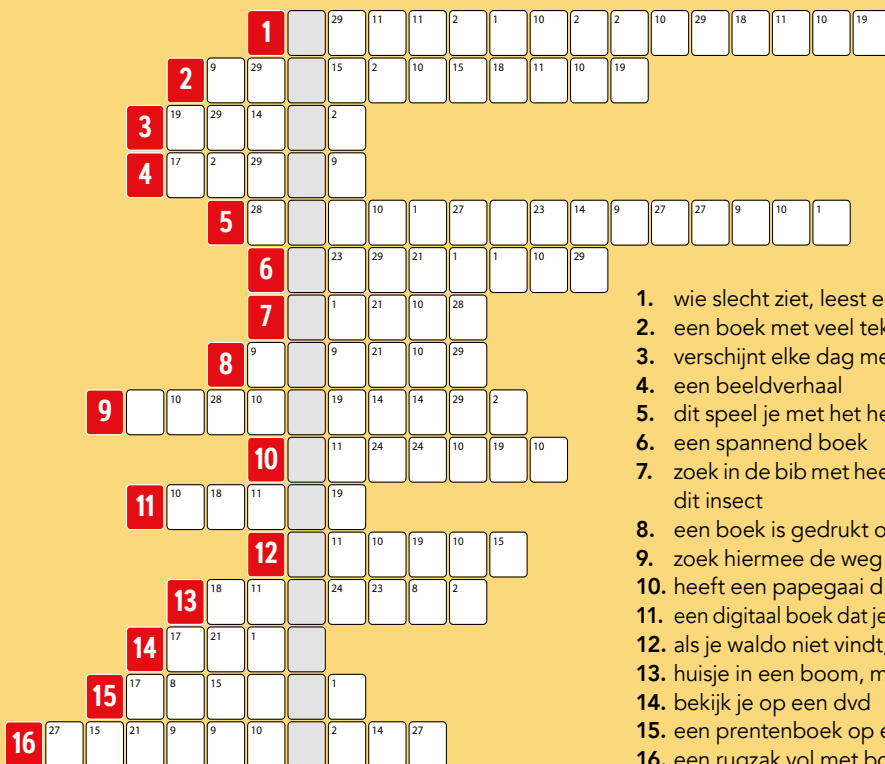 1 29 11 11 2 1 10 2 2 10 29 18 11 10 19
2 9 29 15 2 10 15 18 11 10 19
3 19 29 14 2
4 17 2 29 9
5 28 10 1 27 23 14 9 27 27 9 10 1
6 23 29 21 1 1 10 29
7 1 21 10 28
8 9 9 21 10 29
9 10 28 10 19 14 14 29 2
10 11 24 24 10 19 10
11 10 18 11 19
12 11 10 19 10 15
13 18 11 24 23 8 2
14 17 21 1
15 17 8 15 1
16 27 15 21 9 9 10 2 14 27
1. wie slecht ziet, leest e
2. een boek met veel tek
3. verschijnt elke dag me
4. een beeldverhaal
5. dit speel je met het he
6. een spannend boek
7. zoek in de bib met hee
dit insect
8. een boek is gedrukt o
9. zoek hiermee de weg
10. heeft een papegaai d
11. een digitaal boek dat je
12. als je waldo niet vindt,
13. huisje in een boom, m
14. bekijk je op een dvd
15. een prentenboek op e
16. een rugzak vol met bo